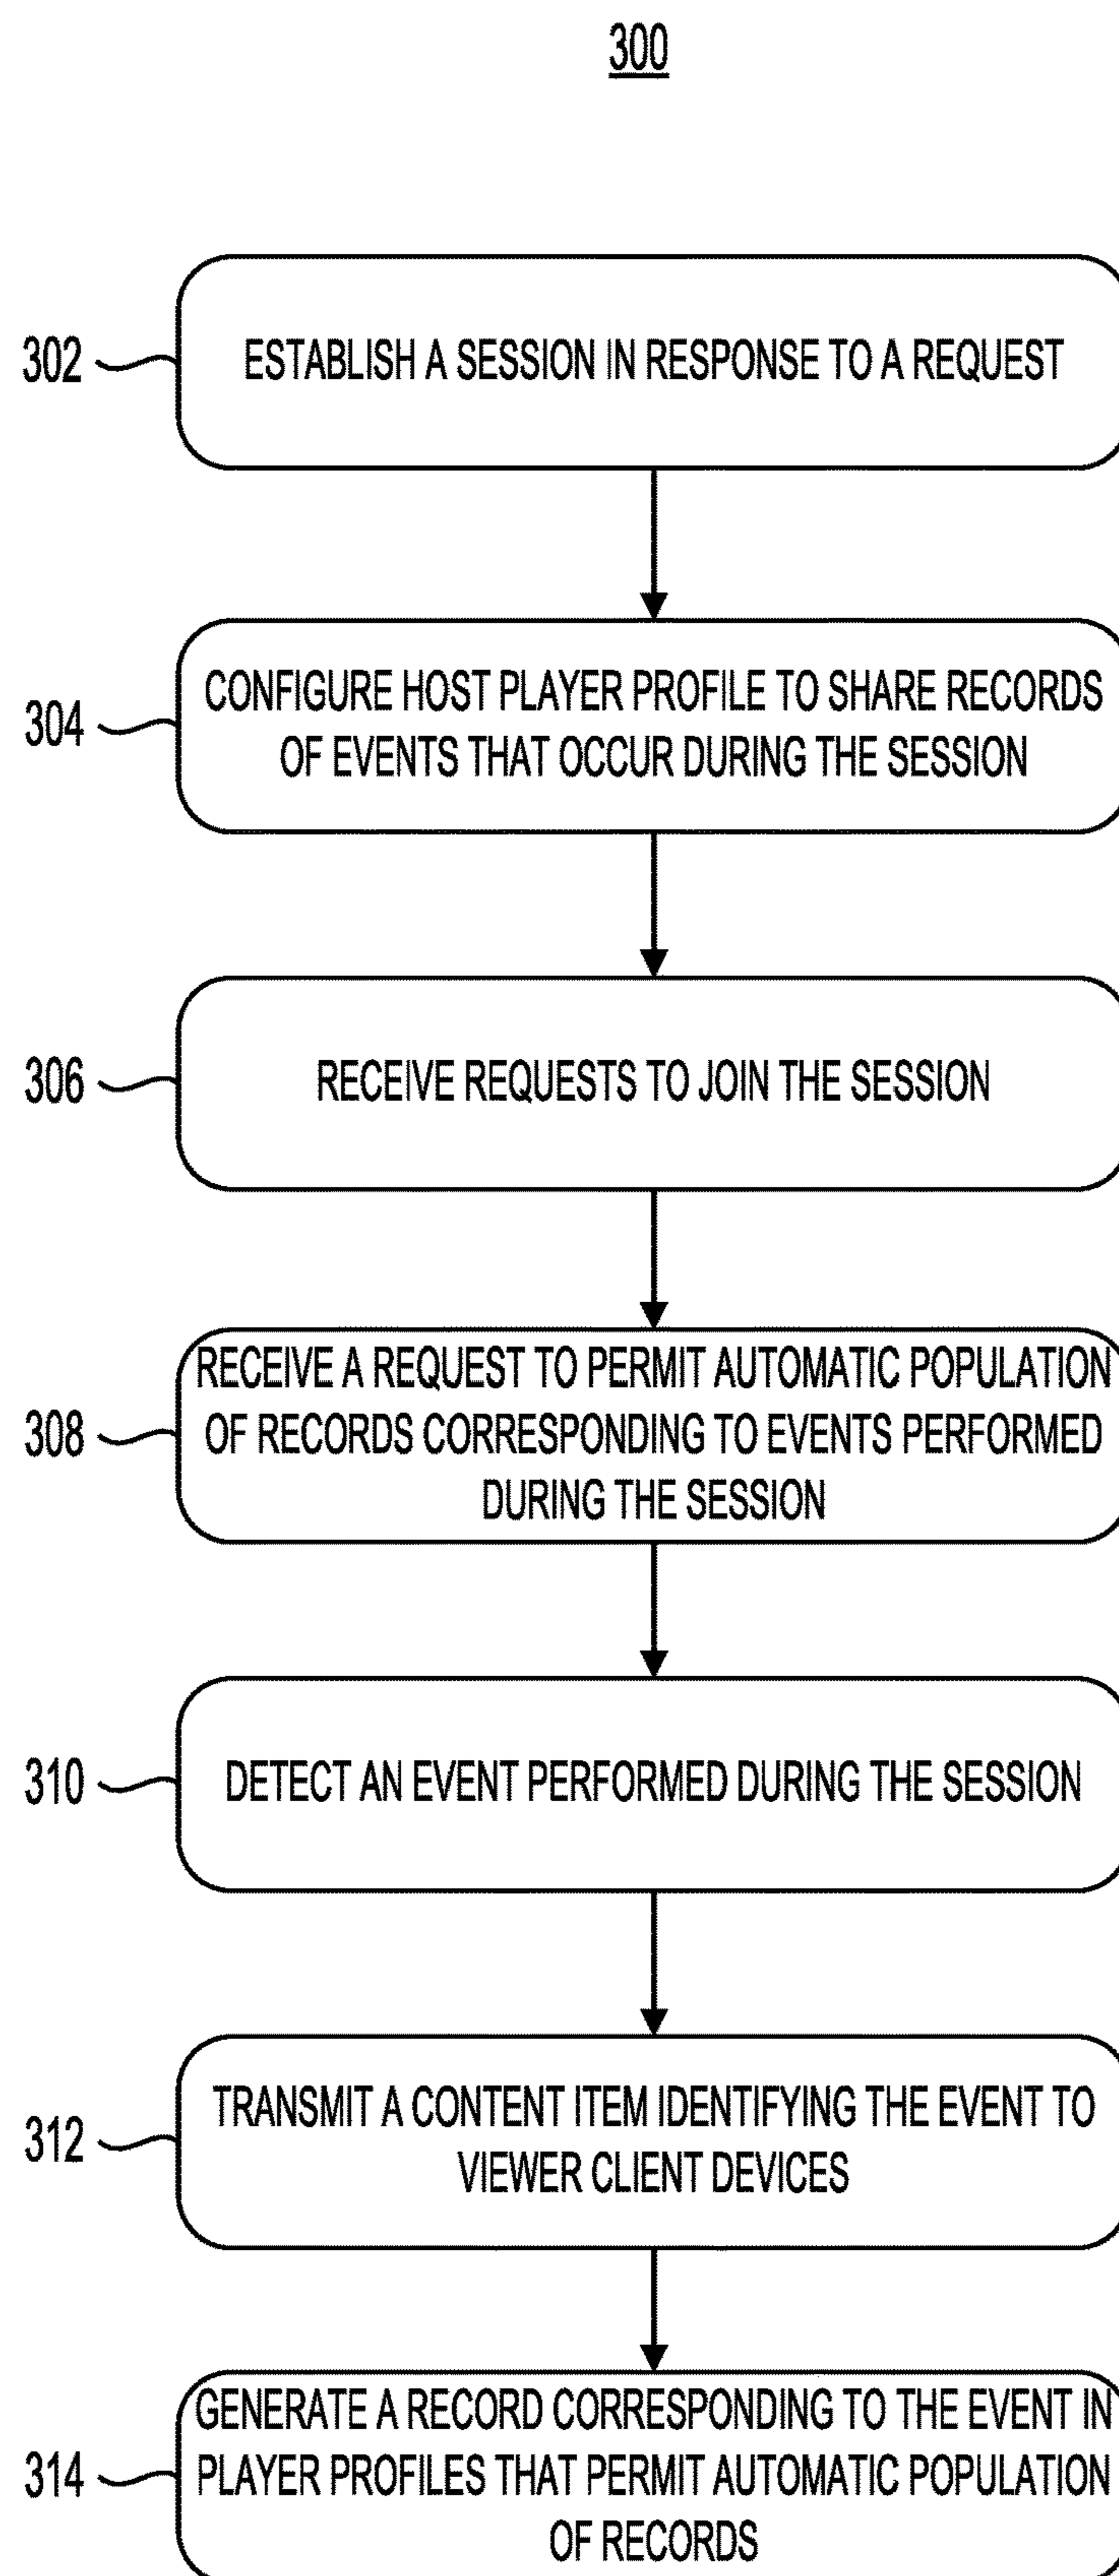 300
302
ESTABLISH A SESSION IN RESPONSE TO A REQUEST
304
CONFIGURE HOST PLAYER PROFILE TO SHARE RECORDS
OF EVENTS THAT OCCUR DURING THE SESSION
306
RECEIVE REQUESTS TO JOIN THE SESSION
308
RECEIVE A REQUEST TO PERMIT AUTOMATIC POPULATION
OF RECORDS CORRESPONDING TO EVENTS PERFORMED
DURING THE SESSION
310
DETECT AN EVENT PERFORMED DURING THE SESSION
312
TRANSMIT A CONTENT ITEM IDENTIFYING THE EVENT TO
VIEWER CLIENT DEVICES
314
GENERATE A RECORD CORRESPONDING TO THE EVENT IN
PLAYER PROFILES THAT PERMIT AUTOMATIC POPULATION
OF RECORDS